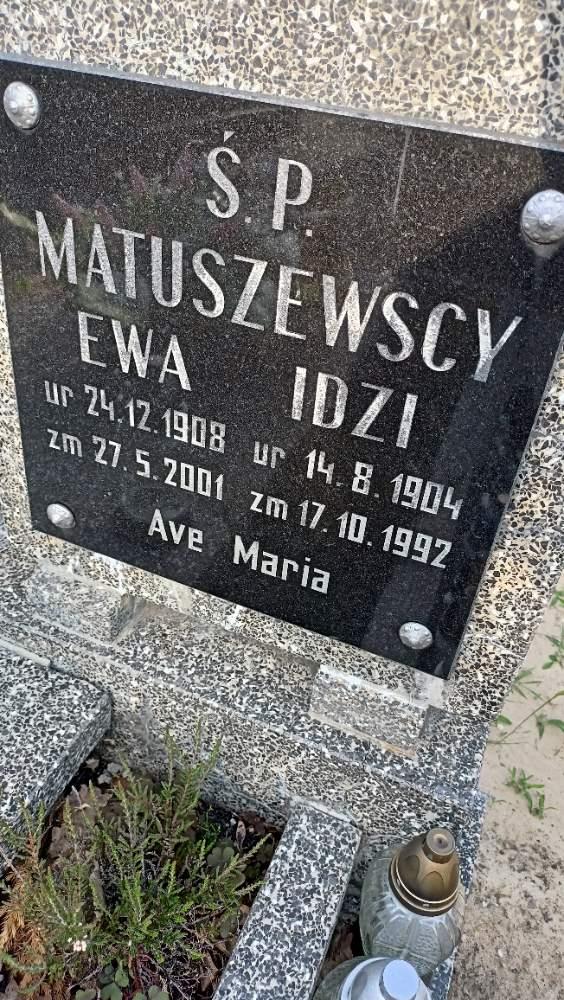 Ś.P.
MATUSZEWSCY
EWA IDZI
ur 24.12.1908 ur 14.8.1904
zm 27.5.2001 zm 17.10.1992
Ave Maria